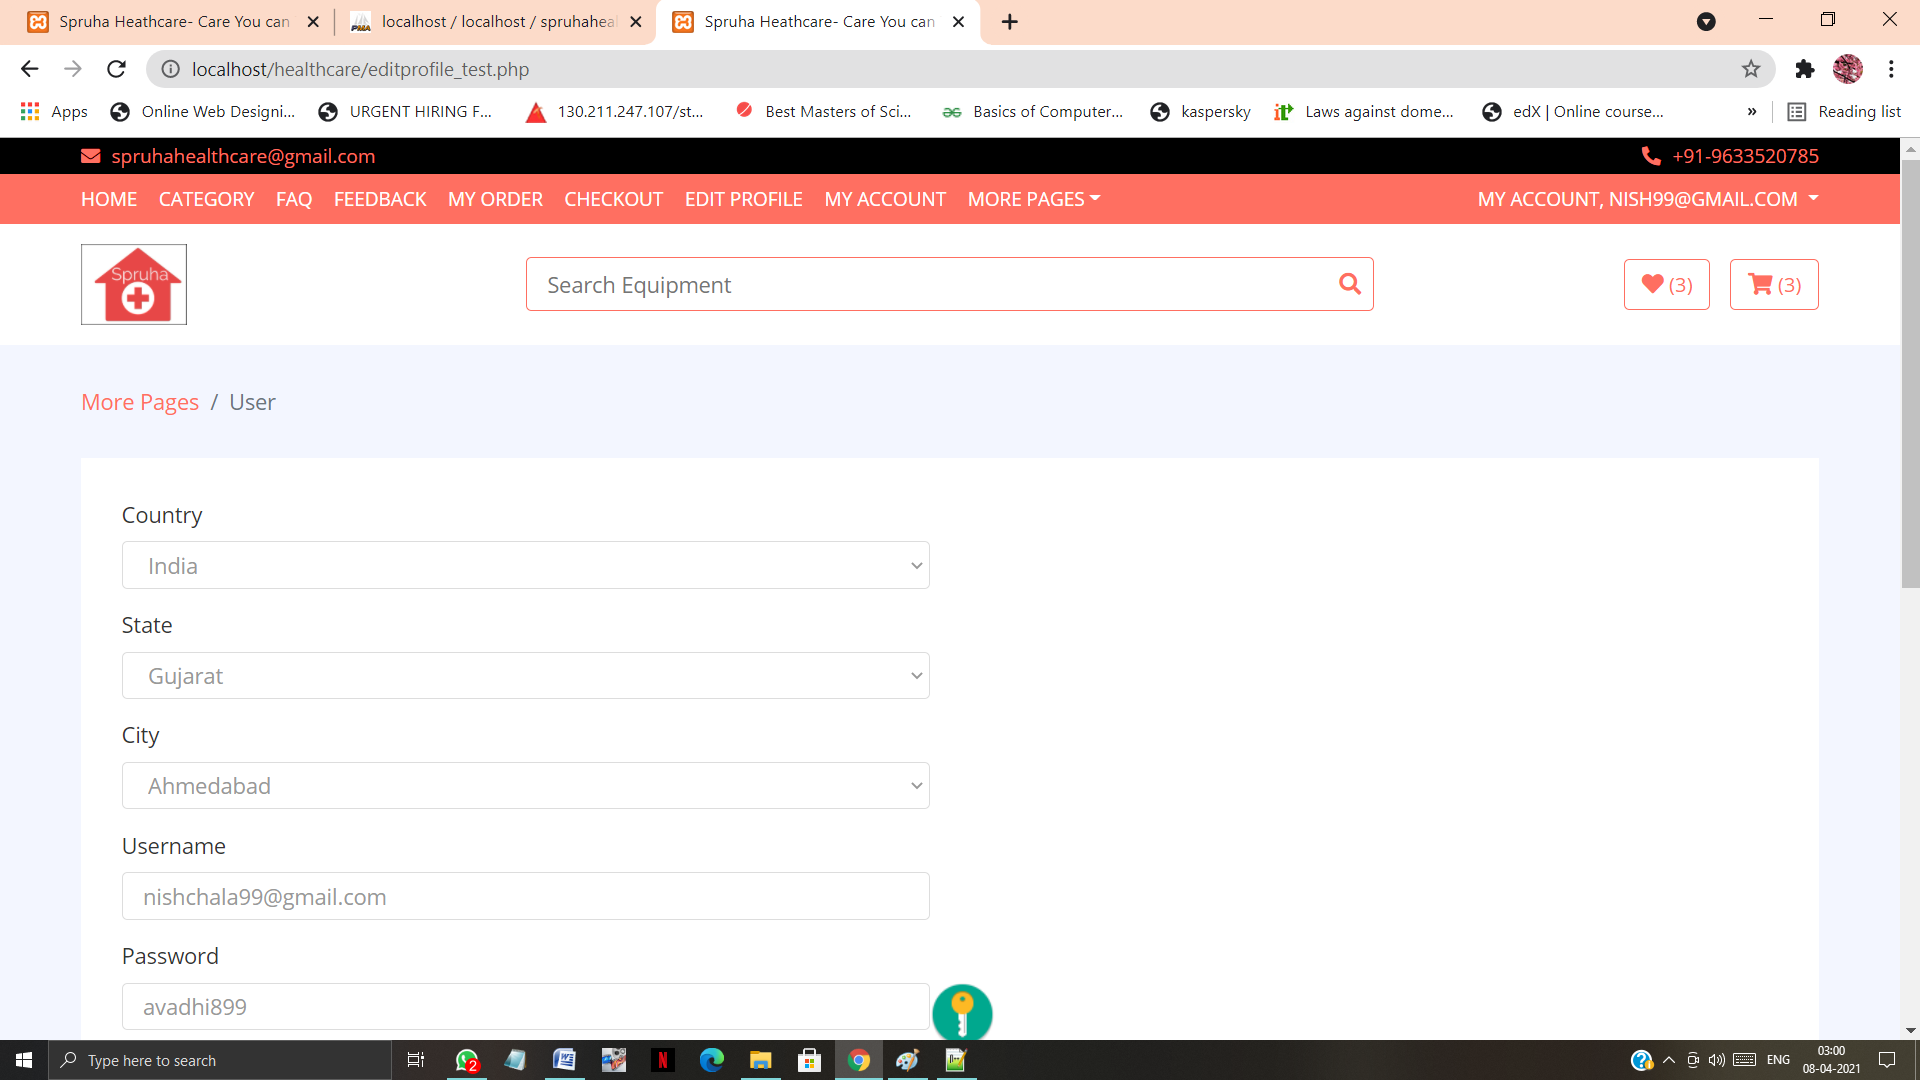 Spruha Heathcare- Care You can
localhost / localhost / spruhaheal
Spruha Heathcare- Care You can
localhost/healthcare/editprofile_test.php
Apps
Online Web Designi...
URGENT HIRING F...
130.211.247.107/st...
Best Masters of Sci...
Basics of Computer...
kaspersky
Laws against dome...
edX | Online course...
»
Reading list
spruhahealthcare@gmail.com
+91-9633520785
HOME CATEGORY FAQ FEEDBACK MY ORDER CHECKOUT EDIT PROFILE MY ACCOUNT MORE PAGES
MY ACCOUNT, NISH99@GMAIL.COM
Spruha
Search Equipment
(3)
(3)
More Pages / User
Country
India
State
Gujarat
City
Ahmedabad
Username
nishchala99@gmail.com
Password
avadhi899
Type here to search
2
ENG
03:00
08-04-2021